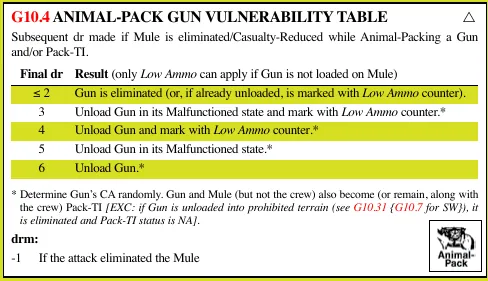 G10.4 ANIMAL-PACK GUN VULNERABILITY TABLE △
Subsequent dr made if Mule is eliminated/Casualty-Reduced while Animal-Packing a Gun
and/or Pack-TI.
Final dr Result (only Low Ammo can apply if Gun is not loaded on Mule)
≤ 2 Gun is eliminated (or, if already unloaded, is marked with Low Ammo counter).
3 Unload Gun in its Malfunctioned state and mark with Low Ammo counter.*
4 Unload Gun and mark with Low Ammo counter.*
5 Unload Gun in its Malfunctioned state.*
6 Unload Gun.*
* Determine Gun's CA randomly. Gun and Mule (but not the crew) also become (or remain, along with
the crew) Pack-TI [EXC: if Gun is unloaded into prohibited terrain (see G10.31 {G10.7 for SW}), it
is eliminated and Pack-TI status is NA].
drm:
-1 If the attack eliminated the Mule
Animal-
Pack